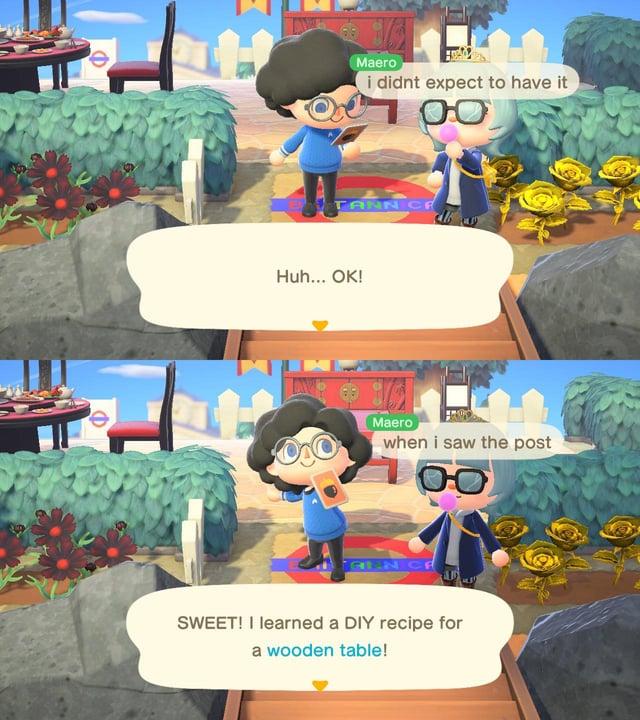 Maero
i didnt expect to have it
Huh... OK!
Maero
when i saw the post
SWEET! I learned a DIY recipe for
a wooden table!